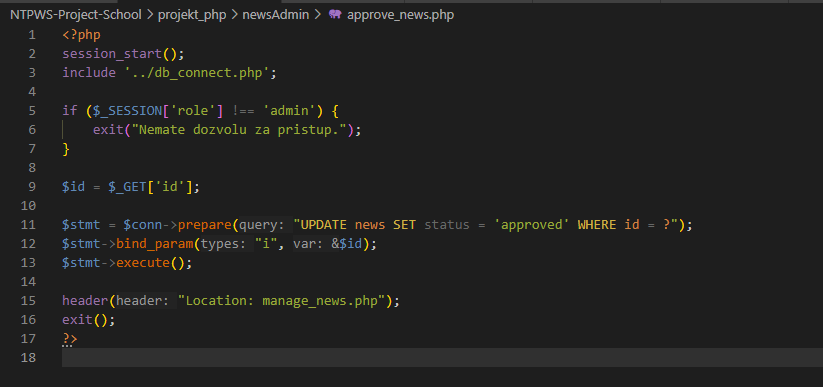 NTPWS-Project-School > projekt_php > newsAdmin > approve_news.php
1 <?php
2 session_start();
3 include '../db_connect.php';
4
5 if ($_SESSION['role'] !== 'admin') {
6     exit("Nemate dozvolu za pristup.");
7 }
8
9 $id = $_GET['id'];
10
11 $stmt = $conn->prepare(query: "UPDATE news SET status = 'approved' WHERE id = ?");
12 $stmt->bind_param(types: "i", var: &$id);
13 $stmt->execute();
14
15 header(header: "Location: manage_news.php");
16 exit();
17 ?>
18